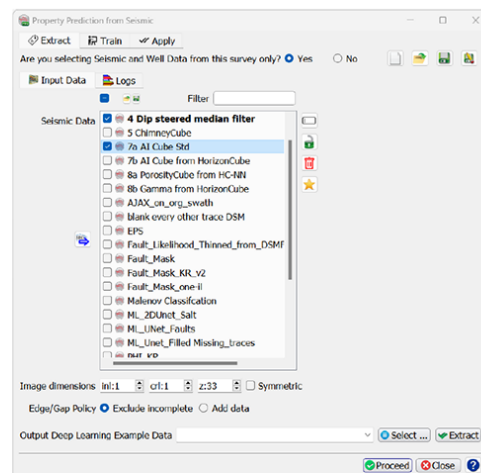 Property Prediction from Seismic
Extract Train Apply
Are you selecting Seismic and Well Data from this survey only? Yes No
Input Data Logs
Filter
Seismic Data
4 Dip steered median filter
5 ChimneyCube
7a AI Cube Std
7b AI Cube from HorizonCube
8a PorosityCube from HC-NN
8b Gamma from HorizonCube
AJAX_on_org_swath
blank every other trace DSM
EPS
Fault_Likelihood_Thinned_from_DSMF
Fault_Mask
Fault_Mask_KR_v2
Fault_Mask_one-il
Malenov Classifcation
ML_2DUnet_Salt
ML_UNet_Faults
ML_Unet_Filled Missing_traces
PHI_KR
Image dimensions inl:1 crl:1 z:33 Symmetric
Edge/Gap Policy Exclude incomplete Add data
Output Deep Learning Example Data Select ... Extract
Proceed Close ?